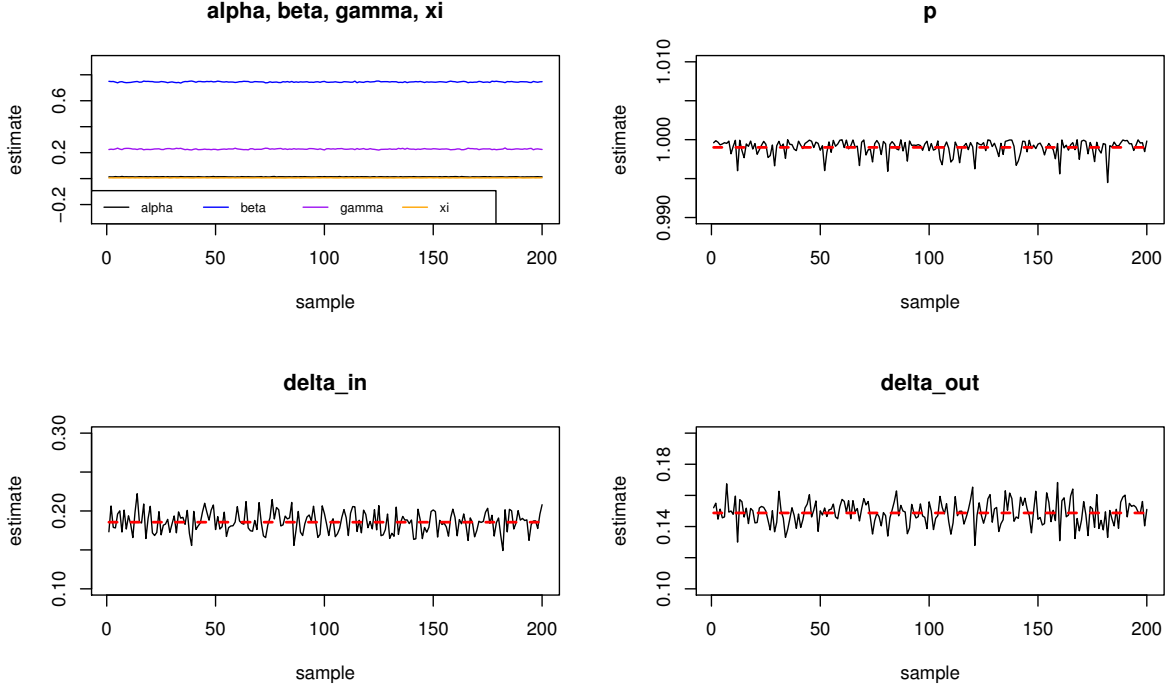 alpha, beta, gamma, xi
estimate
−0.2 0.2 0.6
alpha beta gamma xi
0 50 100 150 200
sample
p
estimate
0.990 1.000 1.010
0 50 100 150 200
sample
delta_in
estimate
0.10 0.20 0.30
0 50 100 150 200
sample
delta_out
estimate
0.10 0.14 0.18
0 50 100 150 200
sample